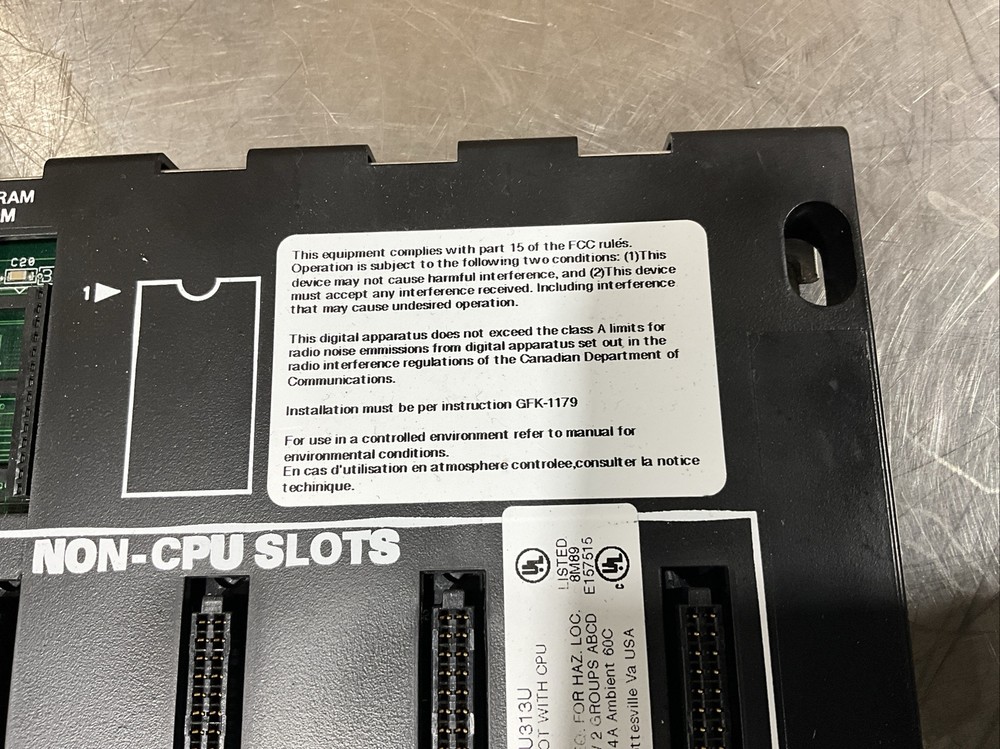 RAM
M
C20
3
1
This equipment complies with part 15 of the FCC rules.
Operation is subject to the following two conditions: (1)This
device may not cause harmful interference, and (2)This device
must accept any interference received. Including interference
that may cause undesired operation.
This digital apparatus does not exceed the class A limits for
radio noise emmissions from digital apparatus set out in the
radio interference regulations of the Canadian Department of
Communications.
Installation must be per instruction GFK-1179
For use in a controlled environment refer to manual for
environmental conditions.
En cas d'utilisation en atmosphere controlee,consulter la notice
techinique.
NON-CPU SLOTS
U313U
OT WITH CPU
UL
LISTED
8M89
E157515
c UL
FOR HAZ. LOC.
2 GROUPS ABCD
4A Ambient 60C
ttesville Va USA